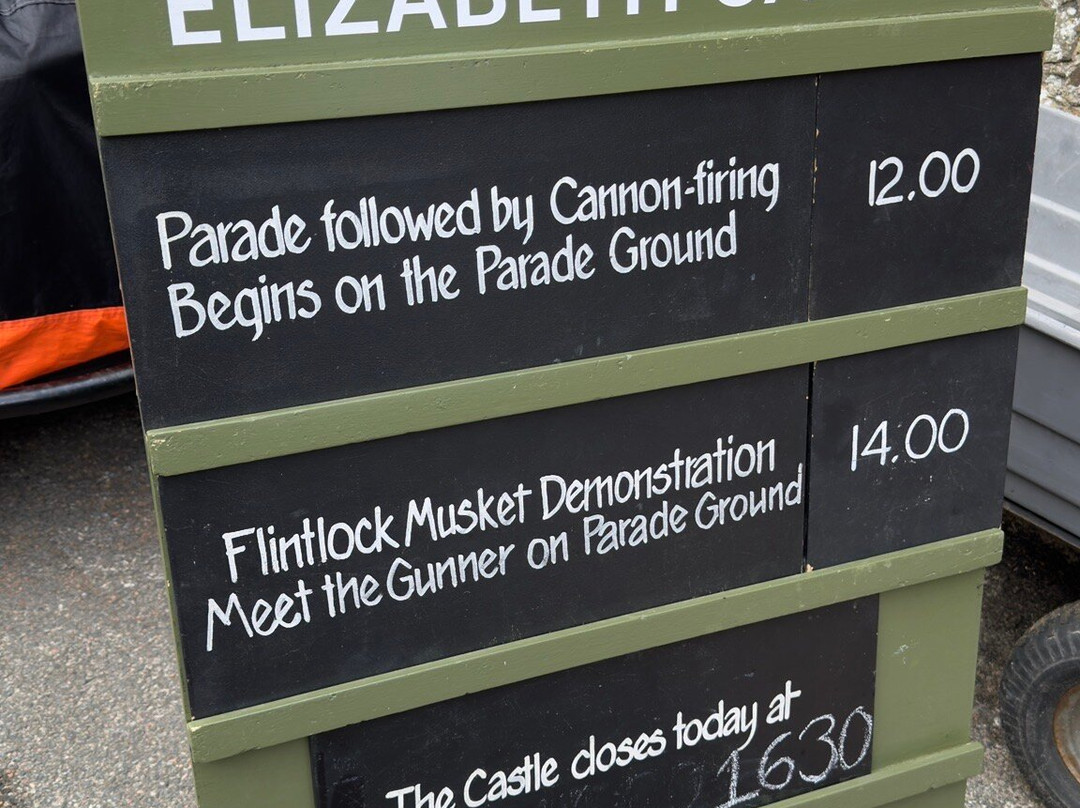 ELIZABETH
Parade followed by Cannon-firing
Begins on the Parade Ground
12.00
Flintlock Musket Demonstration
Meet the Gunner on Parade Ground
14.00
The Castle closes today at
1630